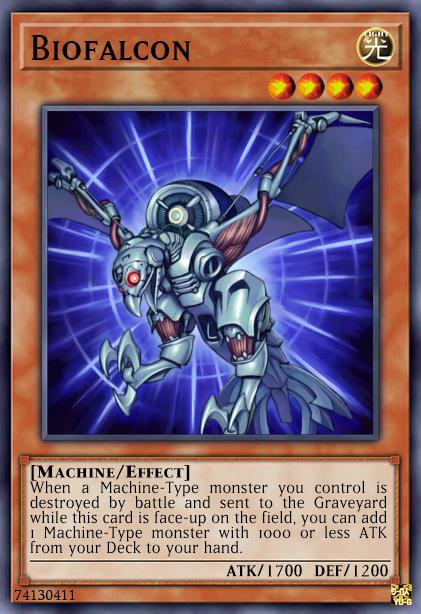 BIOFALCON
LIGHT
光
[MACHINE/EFFECT]
When a Machine-Type monster you control is
destroyed by battle and sent to the Graveyard
while this card is face-up on the field, you can add
1 Machine-Type monster with 1000 or less ATK
from your Deck to your hand.
ATK/1700 DEF/1200
74130411